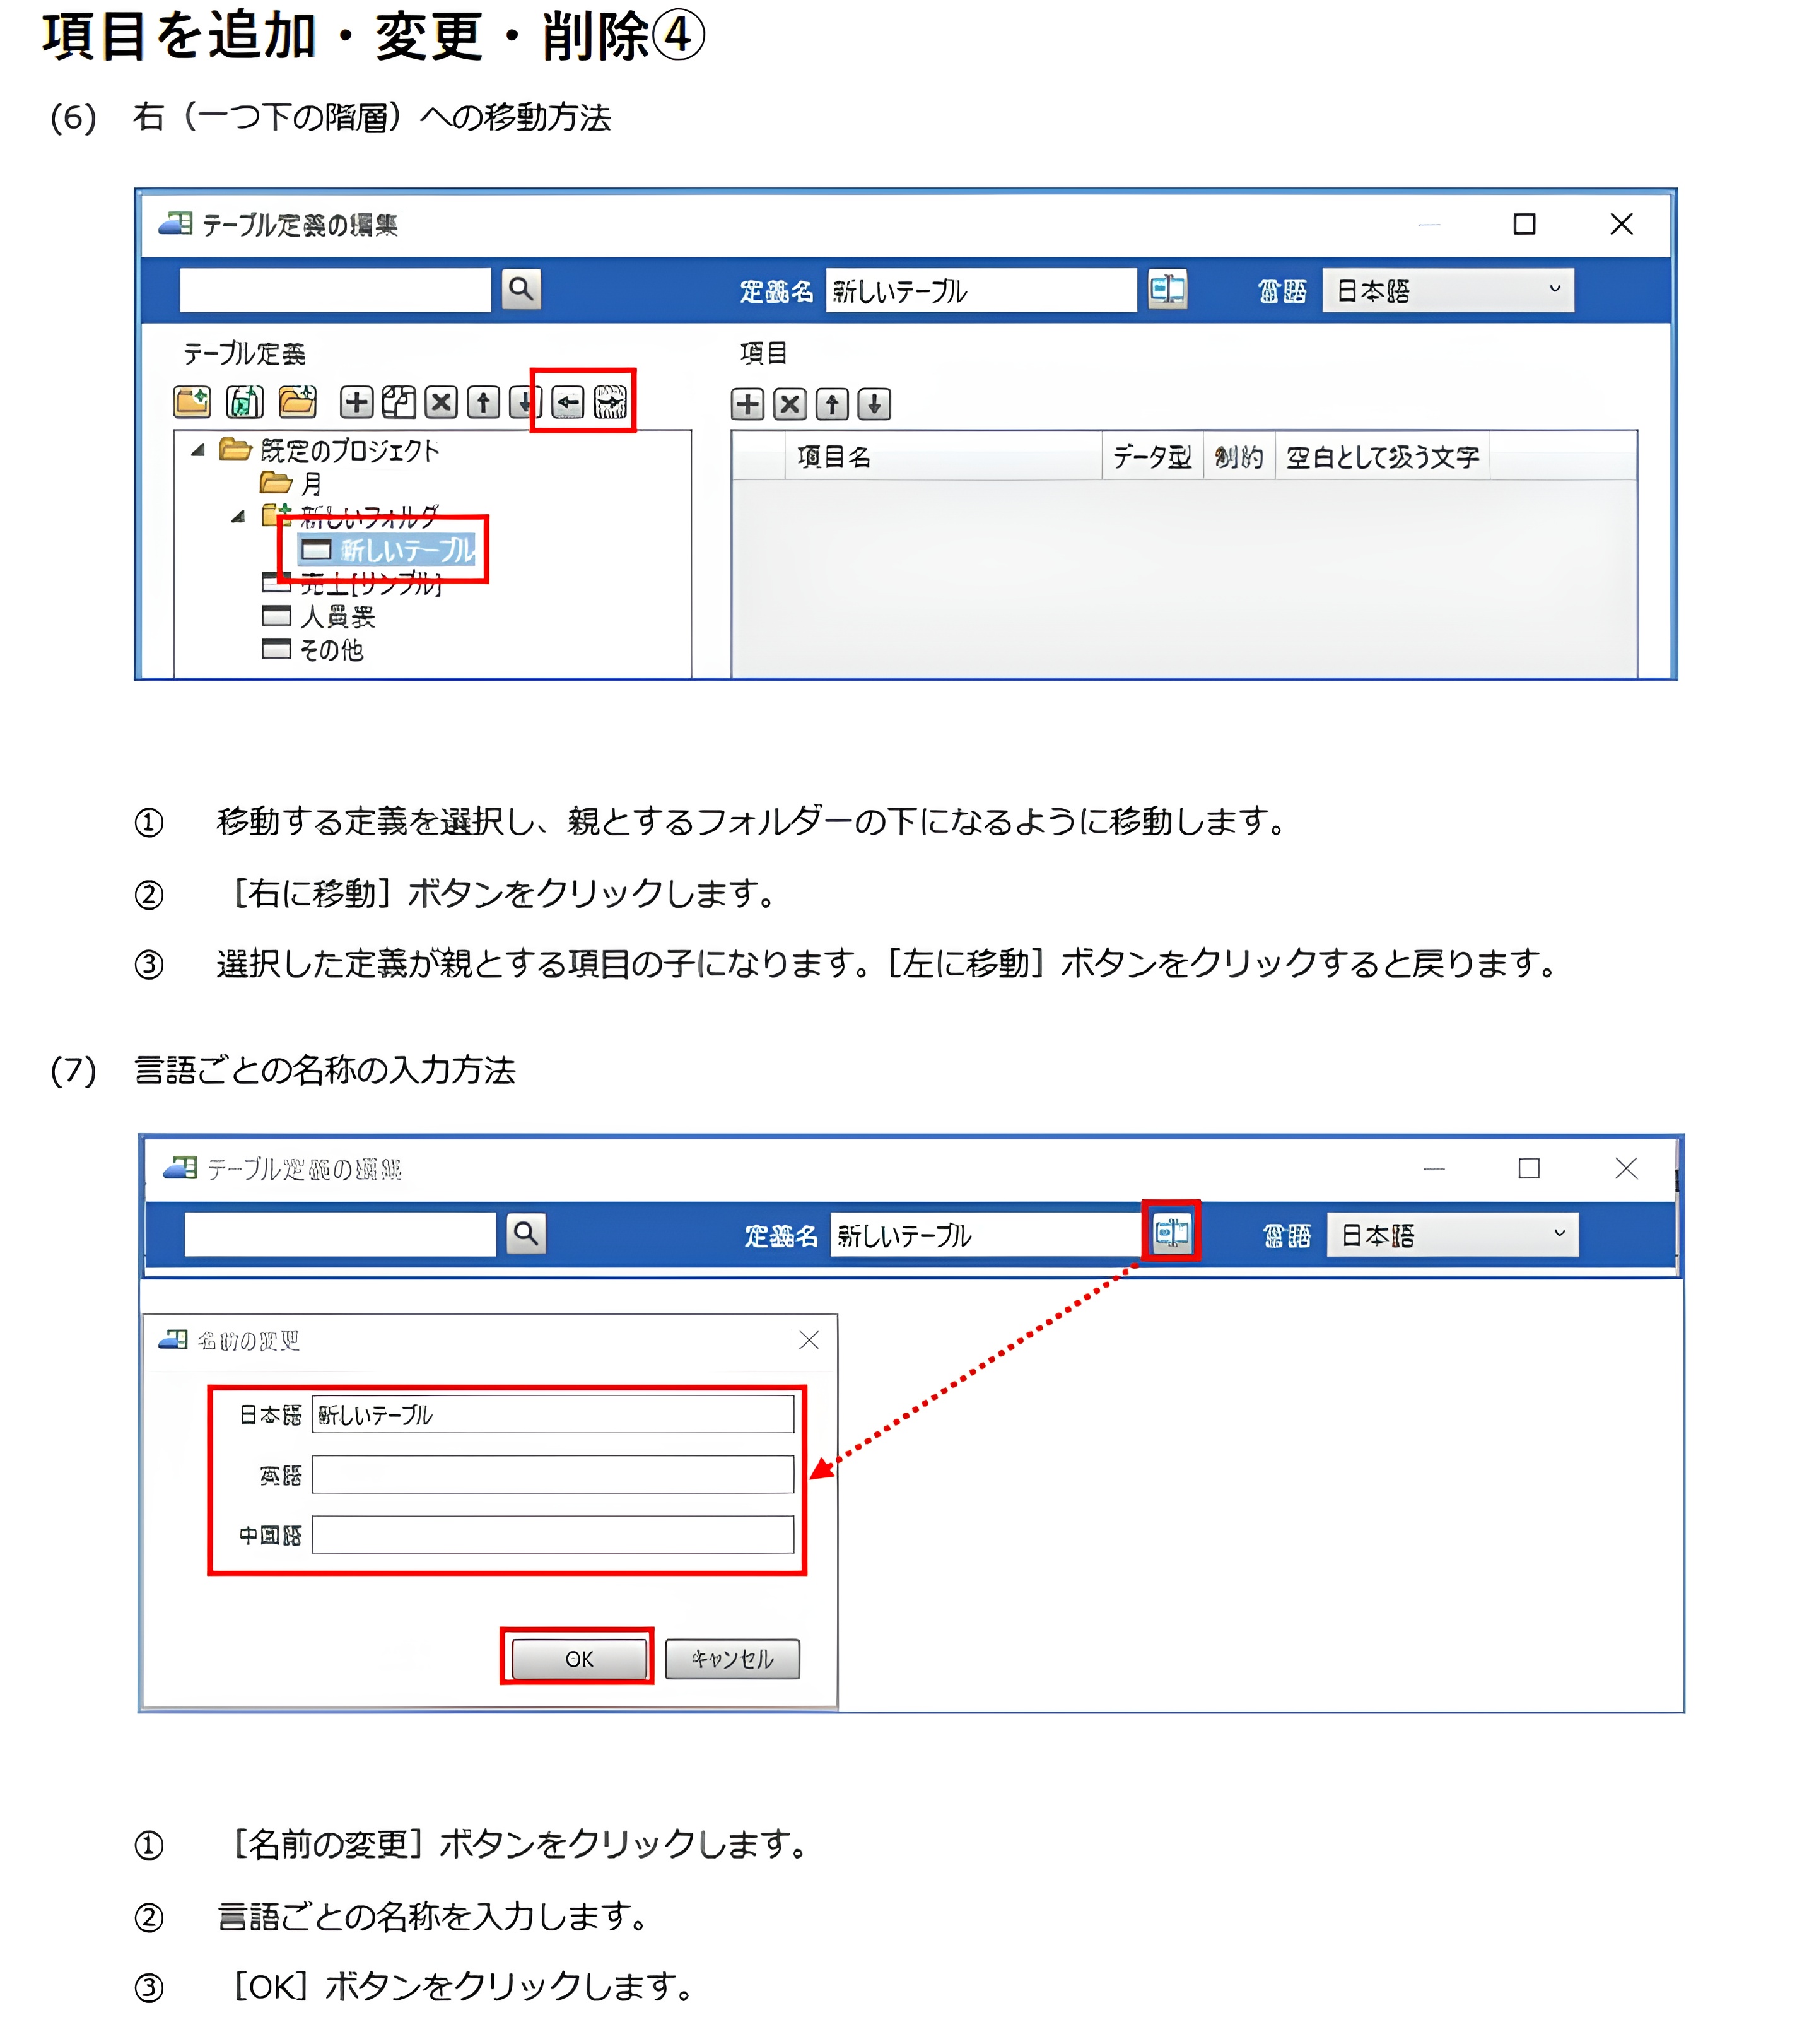 項目を追加・変更・削除④
(6) 右（一つ下の階層）への移動方法
テーブル定義の編集
定義名 新しいテーブル 言語 日本語
テーブル定義 項目
既定のプロジェクト
項目名 データ型 制約 空白として扱う文字
月
新しいフォルダ
新しいテーブル
売上[サンプル]
人員表
その他
① 移動する定義を選択し、親とするフォルダーの下になるように移動します。
② ［右に移動］ボタンをクリックします。
③ 選択した定義が親とする項目の子になります。［左に移動］ボタンをクリックすると戻ります。
(7) 言語ごとの名称の入力方法
テーブル定義の編集
定義名 新しいテーブル 言語 日本語
名前の変更
日本語 新しいテーブル
英語
中国語
OK キャンセル
① ［名前の変更］ボタンをクリックします。
② 言語ごとの名称を入力します。
③ ［OK］ボタンをクリックします。